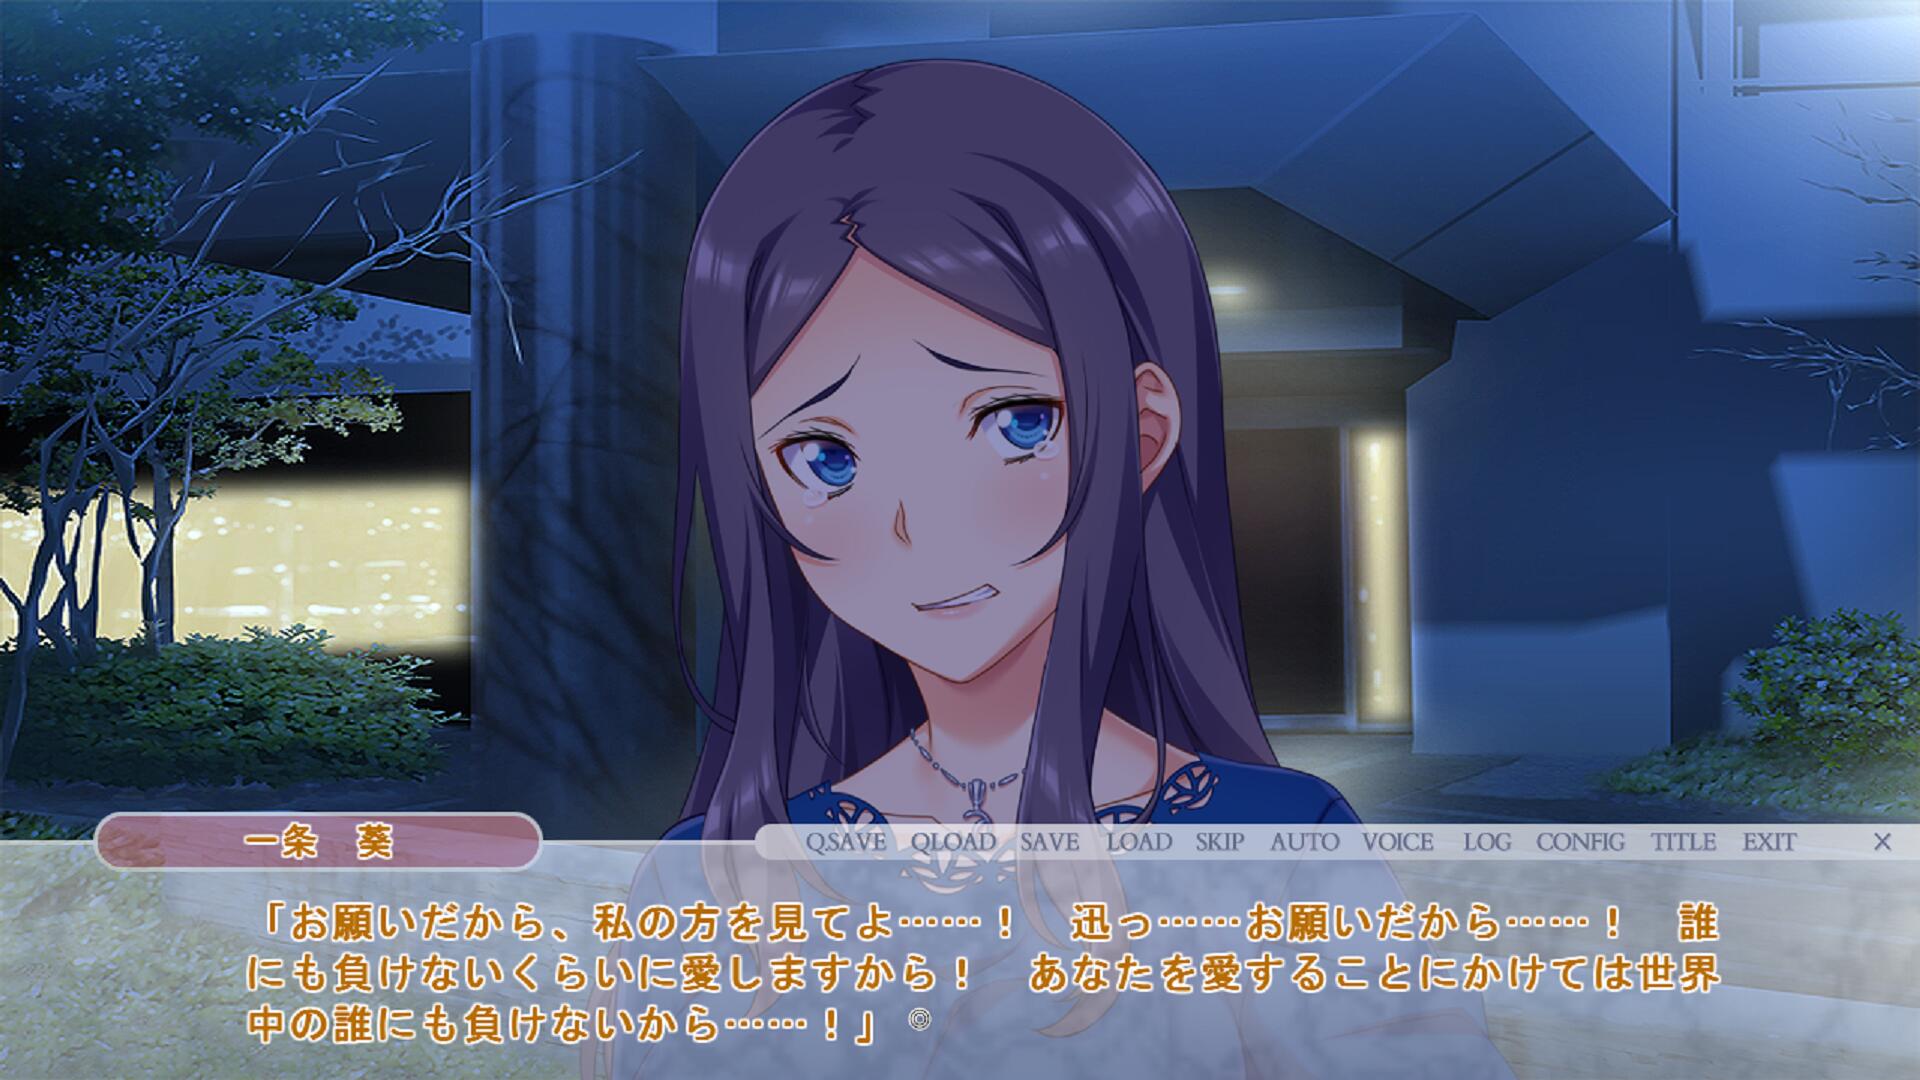 一条　葵
QSAVE QLOAD SAVE LOAD SKIP AUTO VOICE LOG CONFIG TITLE EXIT ×
「お願いだから、私の方を見てよ……！　迅っ……お願いだから……！　誰
にも負けないくらいに愛しますから！　あなたを愛することにかけては世界
中の誰にも負けないから……！」